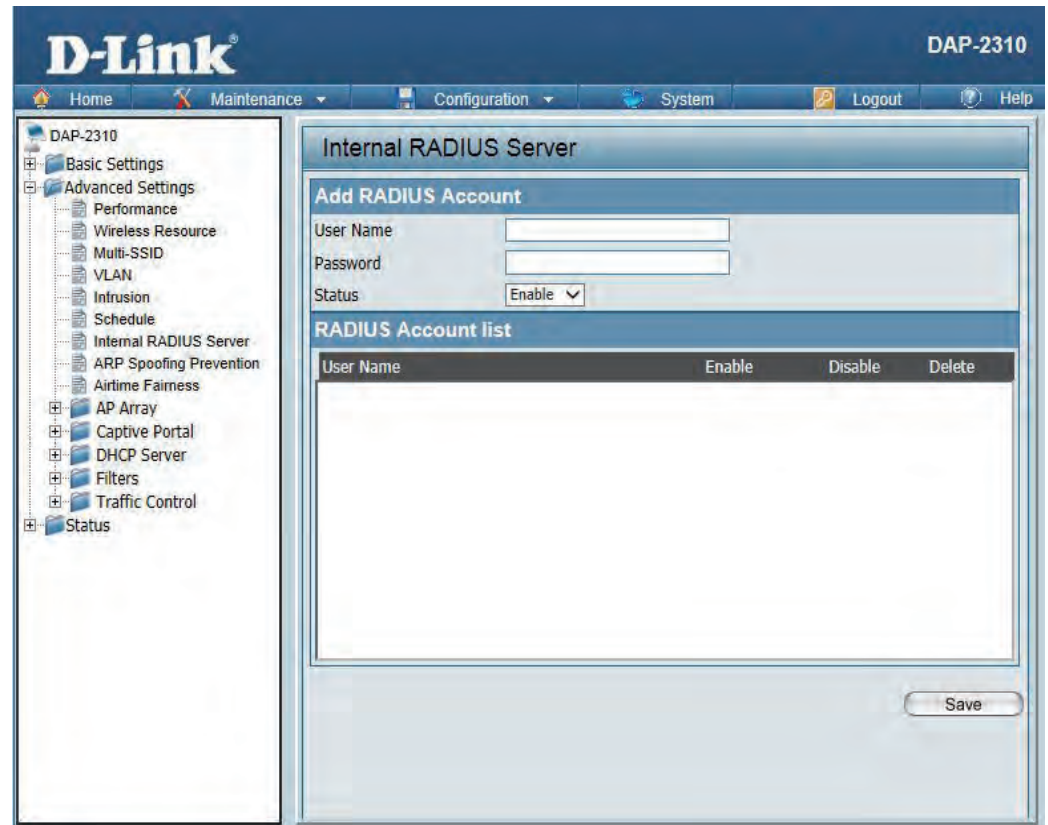 D-Link®
DAP-2310
Home Maintenance Configuration System Logout Help
DAP-2310
Basic Settings
Advanced Settings
Performance
Wireless Resource
Multi-SSID
VLAN
Intrusion
Schedule
Internal RADIUS Server
ARP Spoofing Prevention
Airtime Fairness
AP Array
Captive Portal
DHCP Server
Filters
Traffic Control
Status
Internal RADIUS Server
Add RADIUS Account
User Name
Password
Status Enable
RADIUS Account list
User Name Enable Disable Delete
Save